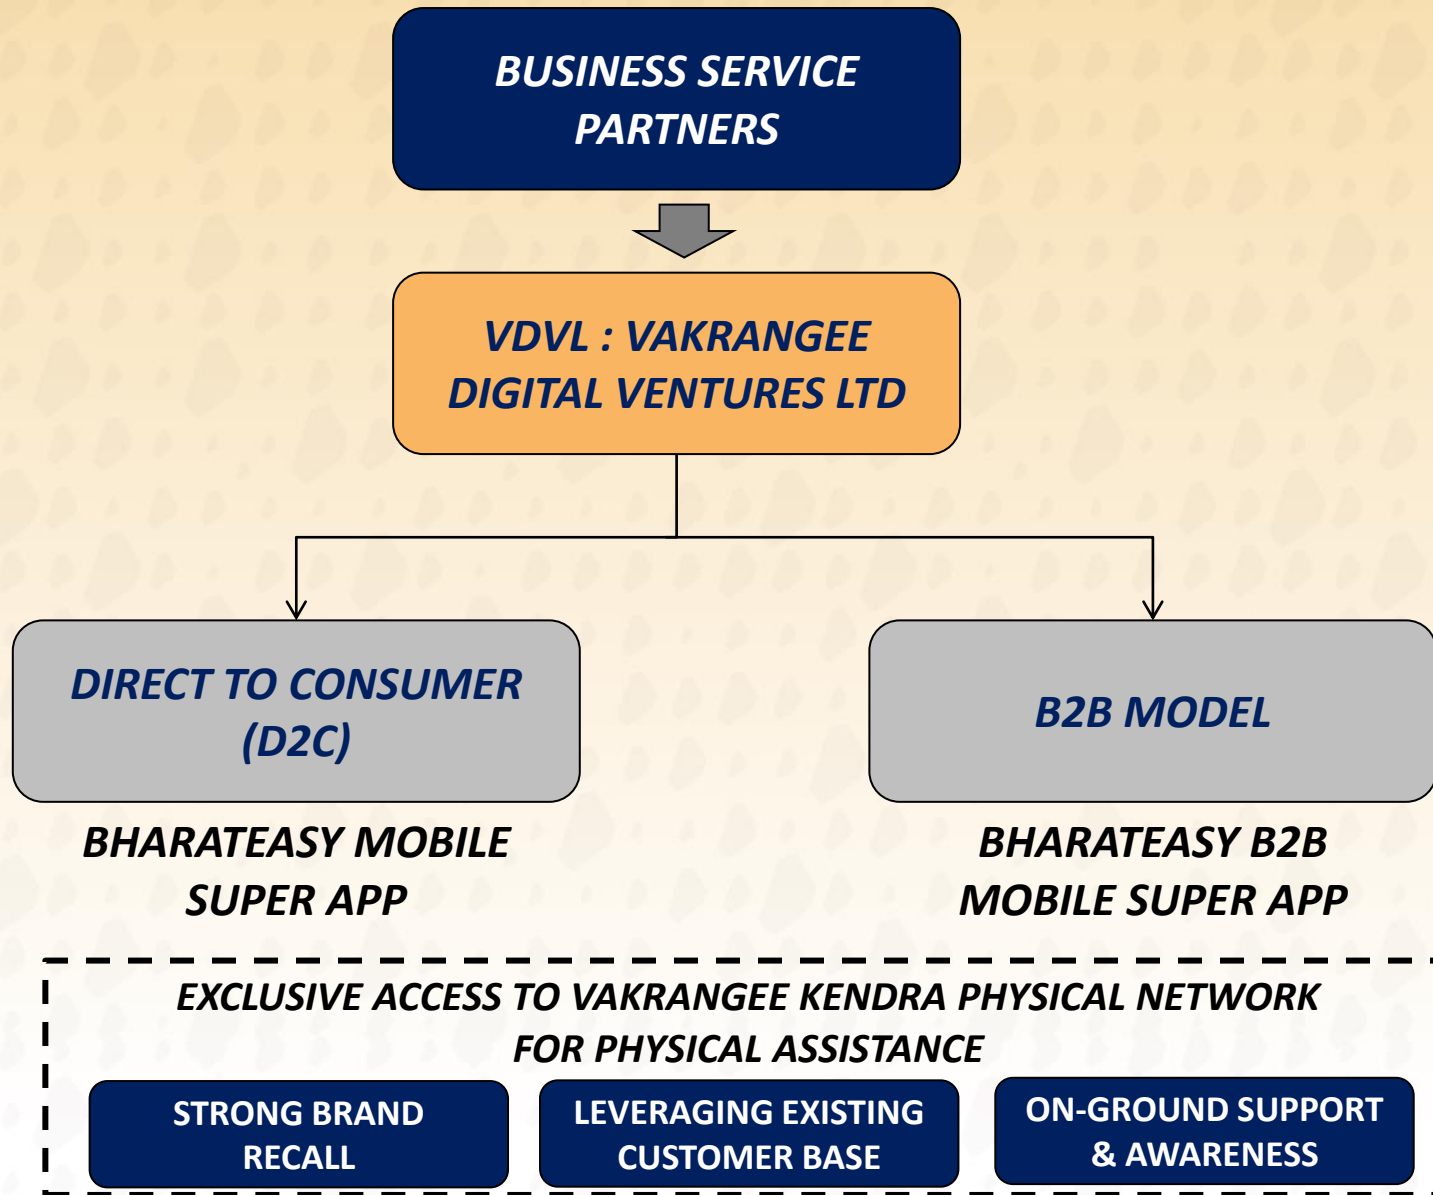 BUSINESS SERVICE
PARTNERS
VDVL : VAKRANGEE
DIGITAL VENTURES LTD
DIRECT TO CONSUMER
(D2C)
B2B MODEL
BHARATEASY MOBILE
SUPER APP
BHARATEASY B2B
MOBILE SUPER APP
EXCLUSIVE ACCESS TO VAKRANGEE KENDRA PHYSICAL NETWORK
FOR PHYSICAL ASSISTANCE
STRONG BRAND
RECALL
LEVERAGING EXISTING
CUSTOMER BASE
ON-GROUND SUPPORT
& AWARENESS